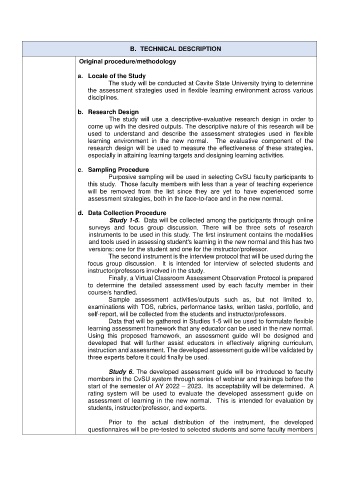 B. TECHNICAL DESCRIPTION
Original procedure/methodology
a. Locale of the Study
The study will be conducted at Cavite State University trying to determine
the assessment strategies used in flexible learning environment across various
disciplines.
b. Research Design
The study will use a descriptive-evaluative research design in order to
come up with the desired outputs. The descriptive nature of this research will be
used to understand and describe the assessment strategies used in flexible
learning environment in the new normal. The evaluative component of the
research design will be used to measure the effectiveness of these strategies,
especially in attaining learning targets and designing learning activities.
c. Sampling Procedure
Purposive sampling will be used in selecting CvSU faculty participants to
this study. Those faculty members with less than a year of teaching experience
will be removed from the list since they are yet to have experienced some
assessment strategies, both in the face-to-face and in the new normal.
d. Data Collection Procedure
Study 1-5. Data will be collected among the participants through online
surveys and focus group discussion. There will be three sets of research
instruments to be used in this study. The first instrument contains the modalities
and tools used in assessing student's learning in the new normal and this has two
versions: one for the student and one for the instructor/professor.
The second instrument is the interview protocol that will be used during the
focus group discussion. It is intended for interview of selected students and
instructor/professors involved in the study.
Finally, a Virtual Classroom Assessment Observation Protocol is prepared
to determine the detailed assessment used by each faculty member in their
course/s handled.
Sample assessment activities/outputs such as, but not limited to,
examinations with TOS, rubrics, performance tasks, written tasks, portfolio, and
self-report, will be collected from the students and instructor/professors.
Data that will be gathered in Studies 1-5 will be used to formulate flexible
learning assessment framework that any educator can be used in the new normal.
Using this proposed framework, an assessment guide will be designed and
developed that will further assist educators in effectively aligning curriculum,
instruction and assessment. The developed assessment guide will be validated by
three experts before it could finally be used.
Study 6. The developed assessment guide will be introduced to faculty
members in the CvSU system through series of webinar and trainings before the
start of the semester of AY 2022 – 2023. Its acceptability will be determined. A
rating system will be used to evaluate the developed assessment guide on
assessment of learning in the new normal. This is intended for evaluation by
students, instructor/professor, and experts.
Prior to the actual distribution of the instrument, the developed
questionnaires will be pre-tested to selected students and some faculty members